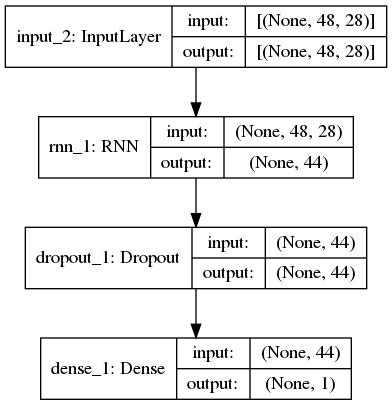 input_2: InputLayer
input:
[(None, 48, 28)]
output:
[(None, 48, 28)]
rnn_1: RNN
input:
(None, 48, 28)
output:
(None, 44)
dropout_1: Dropout
input:
(None, 44)
output:
(None, 44)
dense_1: Dense
input:
(None, 44)
output:
(None, 1)